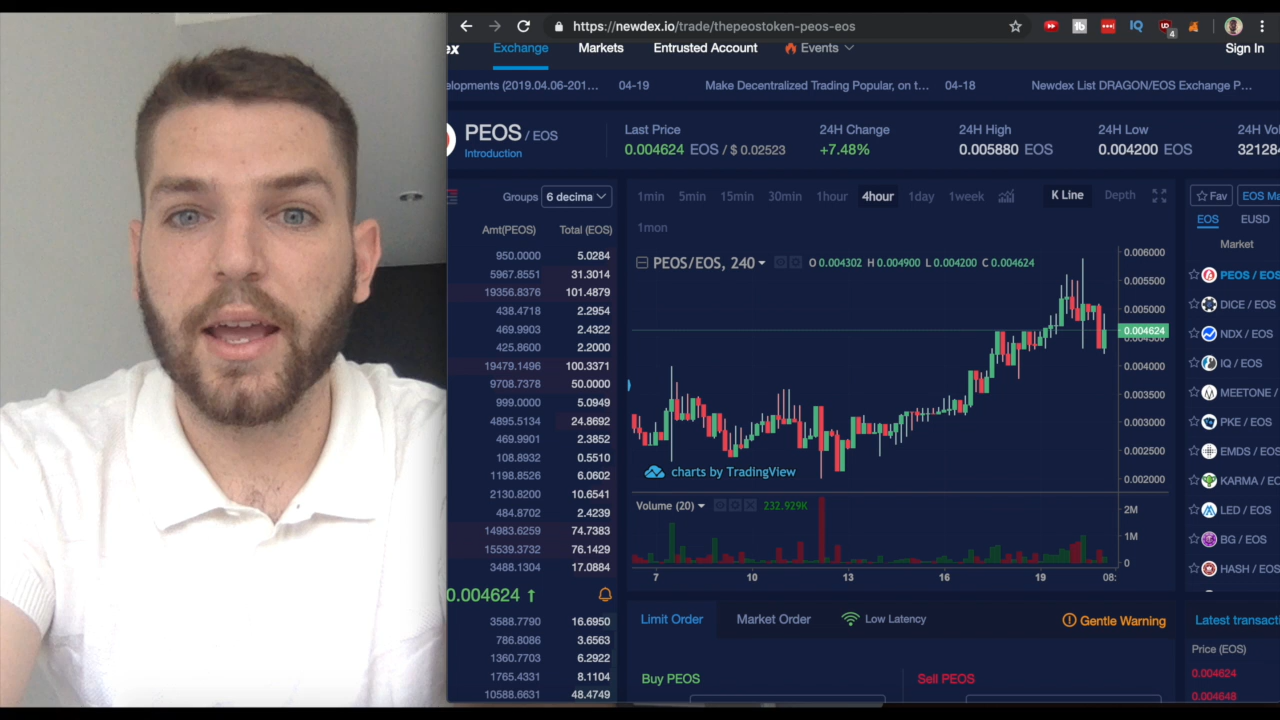 https://newdex.io/trade/thepeostoken-peos-eos
IQ
4
ex Exchange Markets Entrusted Account Events Sign In
elopments (2019.04.06-201... 04-19 Make Decentralized Trading Popular, on t... 04-18 Newdex List DRAGON/EOS Exchange P...
PEOS / EOS
Introduction
Last Price
0.004624 EOS / $ 0.02523
24H Change
+7.48%
24H High
0.005880 EOS
24H Low
0.004200 EOS
24H Vol
321284
Groups 6 decima
Amt(PEOS) Total (EOS)
950.0000 5.0284
5967.8551 31.3014
19356.8376 101.4879
438.4718 2.2954
469.9903 2.4322
425.8600 2.2000
19479.1496 100.3371
9708.7378 50.0000
999.0000 5.0949
4895.5134 24.8692
469.9901 2.3852
108.8932 0.5510
1198.8526 6.0602
2130.8200 10.6541
484.8702 2.4239
14983.6259 74.7383
15539.3732 76.1429
3488.1304 17.0884
0.004624 ↑
3588.7790 16.6950
786.8086 3.6563
1360.7703 6.2922
1765.4331 8.1104
10588.6631 48.4749
1min 5min 15min 30min 1hour 4hour 1day 1week K Line Depth
1mon
PEOS/EOS, 240 O 0.004302 H 0.004900 L 0.004200 C 0.004624
0.006000
0.005500
0.005000
0.004624
0.004500
0.004000
0.003500
0.003000
0.002500
0.002000
charts by TradingView
Volume (20) 232.929K
2M
1M
0
7 10 13 16 19 08:
Limit Order Market Order Low Latency Gentle Warning
Buy PEOS Sell PEOS
Fav EOS Ma
EOS EUSD
Market
PEOS / EOS
DICE / EOS
NDX / EOS
IQ / EOS
MEETONE /
PKE / EOS
EMDS / EOS
KARMA / EO
LED / EOS
BG / EOS
HASH / EOS
Latest transacti
Price (EOS)
0.004624
0.004648